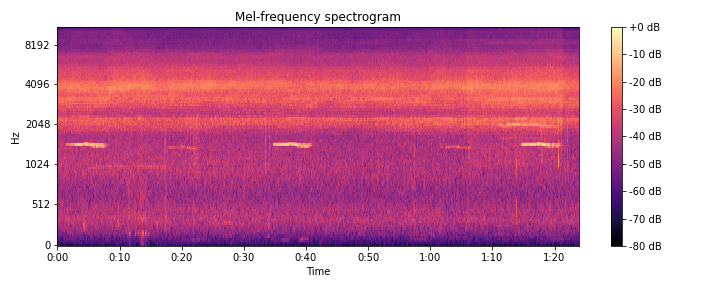 Mel-frequency spectrogram
8192
4096
2048
1024
512
0
Hz
0:00 0:10 0:20 0:30 0:40 0:50 1:00 1:10 1:20
Time
+0 dB
-10 dB
-20 dB
-30 dB
-40 dB
-50 dB
-60 dB
-70 dB
-80 dB